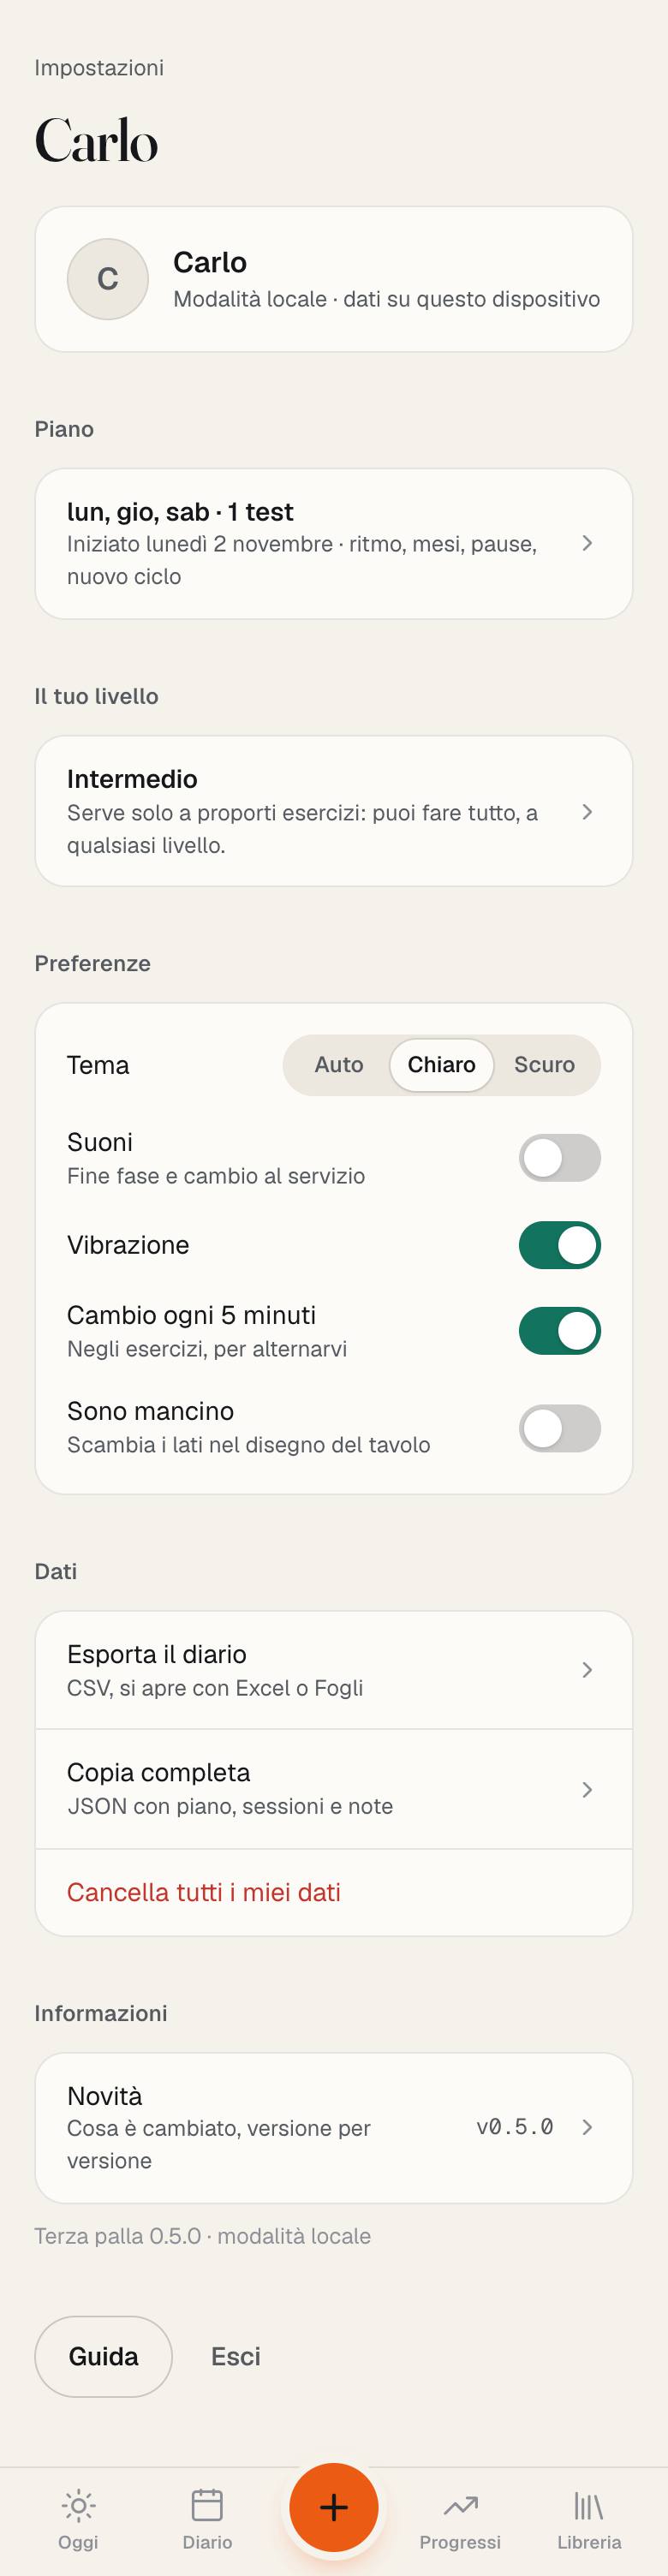 Impostazioni
Carlo
C
Carlo
Modalità locale · dati su questo dispositivo
Piano
lun, gio, sab · 1 test
Iniziato lunedì 2 novembre · ritmo, mesi, pause,
nuovo ciclo
Il tuo livello
Intermedio
Serve solo a proporti esercizi: puoi fare tutto, a
qualsiasi livello.
Preferenze
Tema
Auto Chiaro Scuro
Suoni
Fine fase e cambio al servizio
Vibrazione
Cambio ogni 5 minuti
Negli esercizi, per alternarvi
Sono mancino
Scambia i lati nel disegno del tavolo
Dati
Esporta il diario
CSV, si apre con Excel o Fogli
Copia completa
JSON con piano, sessioni e note
Cancella tutti i miei dati
Informazioni
Novità
Cosa è cambiato, versione per
versione
v0.5.0
Terza palla 0.5.0 · modalità locale
Guida Esci
Oggi Diario Progressi Libreria